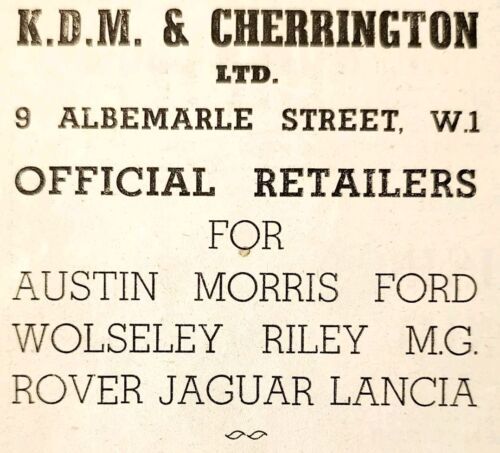 K.D.M. & CHERRINGTON
LTD.
9 ALBEMARLE STREET, W.1
OFFICIAL RETAILERS
FOR
AUSTIN MORRIS FORD
WOLSELEY RILEY M.G.
ROVER JAGUAR LANCIA